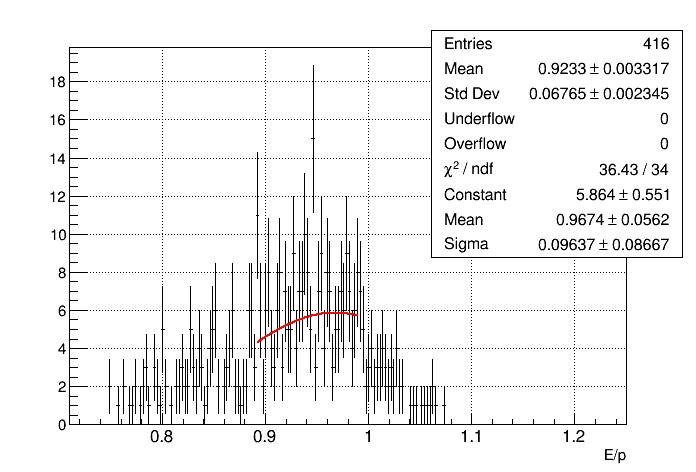 Entries 416
Mean 0.9233 ± 0.003317
Std Dev 0.06765 ± 0.002345
Underflow 0
Overflow 0
χ² / ndf 36.43 / 34
Constant 5.864 ± 0.551
Mean 0.9674 ± 0.0562
Sigma 0.09637 ± 0.08667
18
16
14
12
10
8
6
4
2
0
0.8 0.9 1 1.1 1.2
E/p